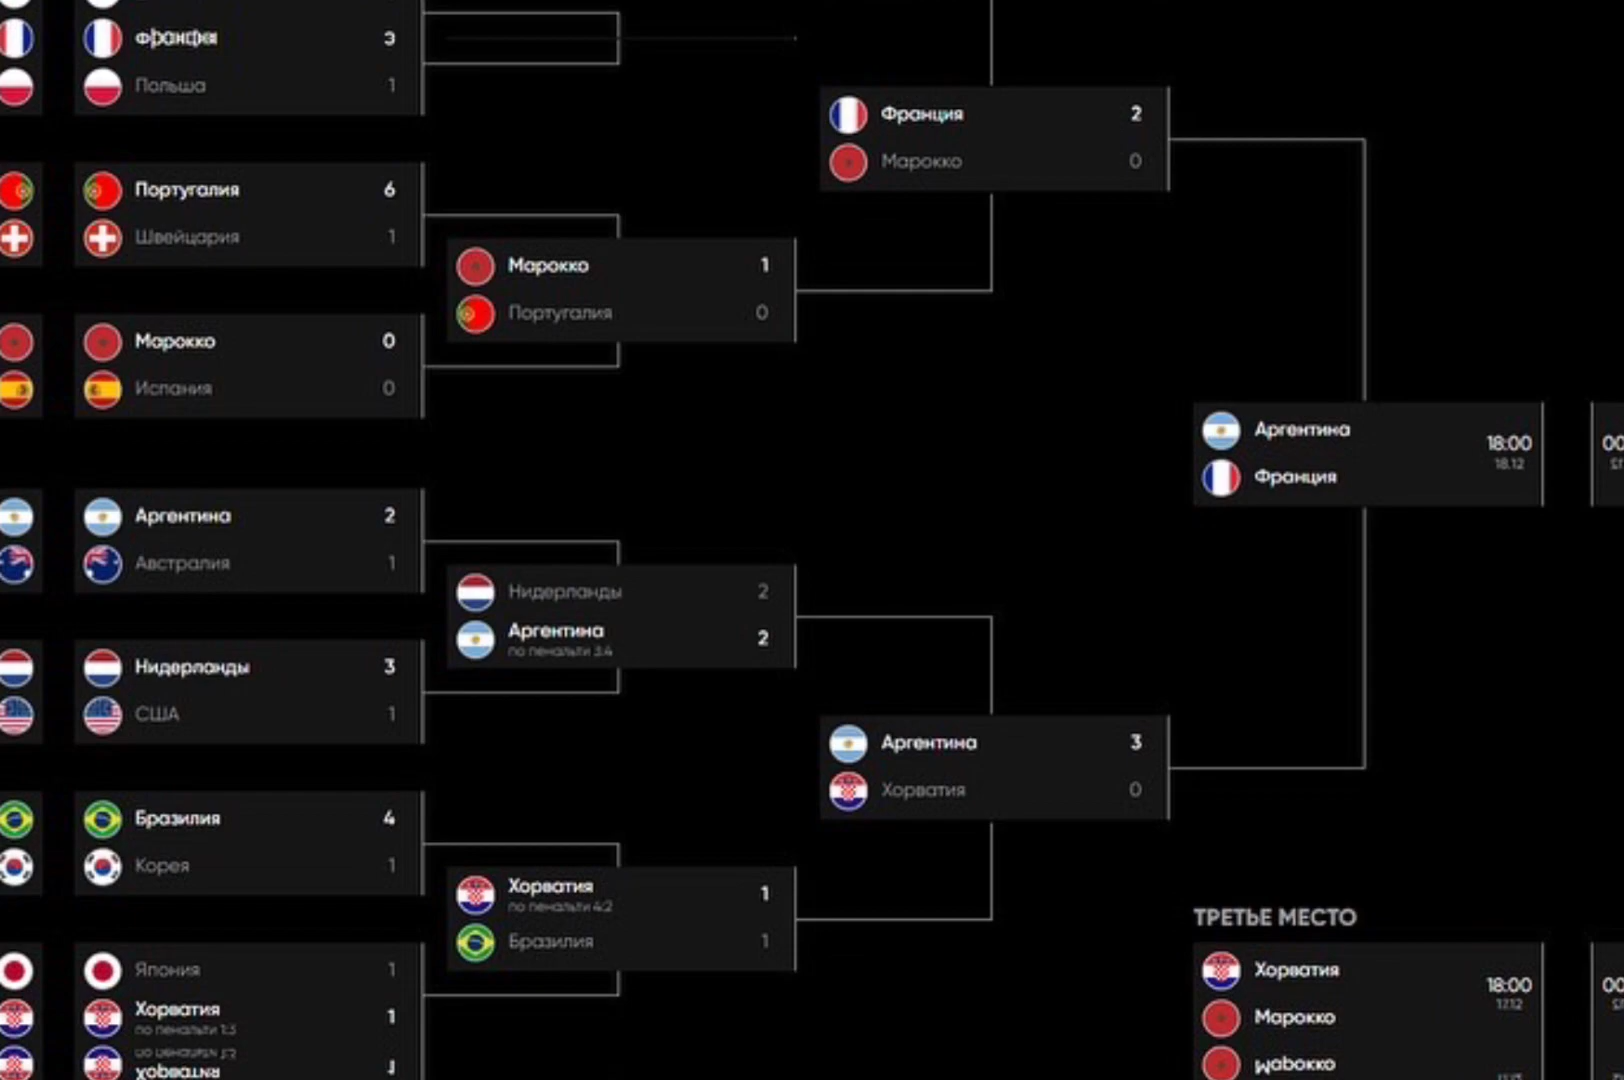 3
Польша 1
Португалия 6
Швейцария 1
Марокко 0
Испания 0
Аргентина 2
Австралия 1
Нидерланды 3
США 1
Бразилия 4
Корея 1
Япония 1
Хорватия 1
по пенальти 1:3
Марокко 1
Португалия 0
Нидерланды 2
Аргентина 2
по пенальти 3:4
Хорватия 1
по пенальти 4:2
Бразилия 1
Франция 2
Марокко 0
Аргентина 3
Хорватия 0
Аргентина
Франция
18:00
18.12
00
ТРЕТЬЕ МЕСТО
Хорватия
Марокко
18:00
17.12
00